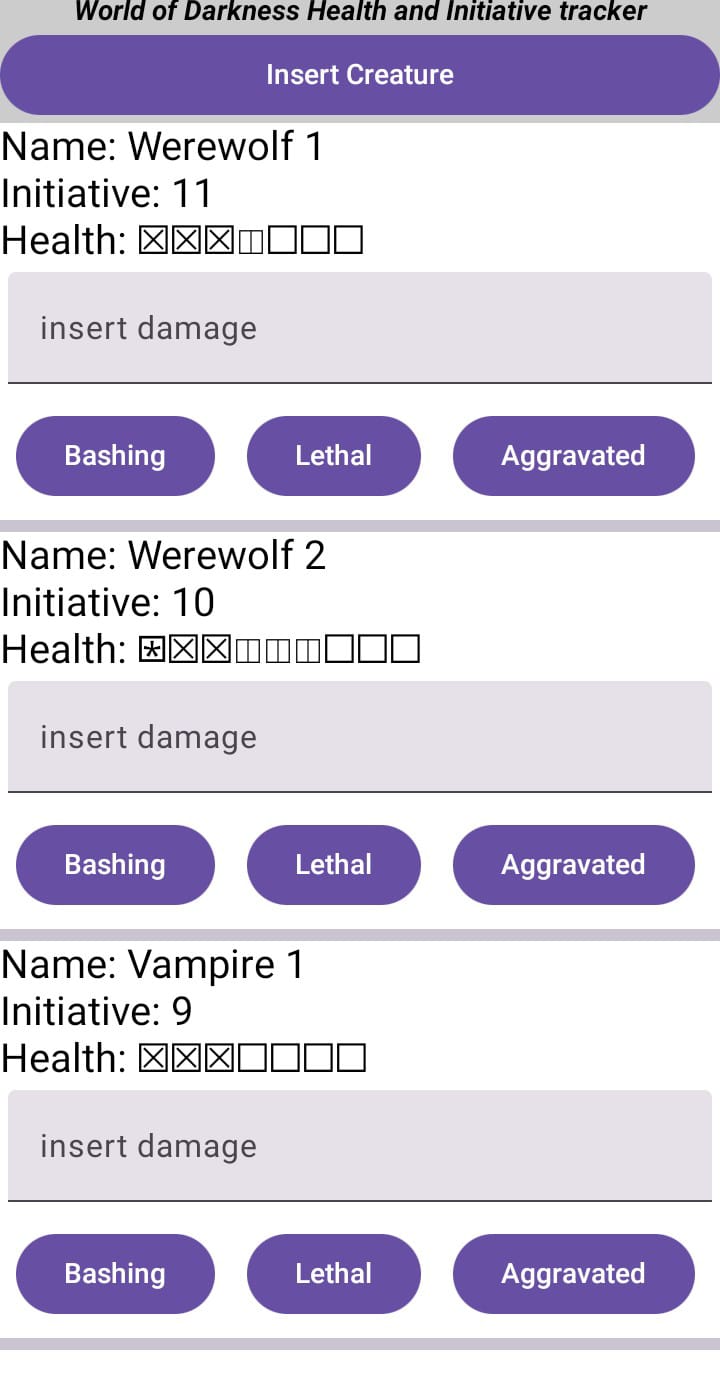 World of Darkness Health and Initiative tracker
Insert Creature
Name: Werewolf 1
Initiative: 11
Health: ☒☒☒◫☐☐☐
insert damage
Bashing Lethal Aggravated
Name: Werewolf 2
Initiative: 10
Health: ⚹☒☒◫◫◫☐☐☐
insert damage
Bashing Lethal Aggravated
Name: Vampire 1
Initiative: 9
Health: ☒☒☒☐☐☐☐
insert damage
Bashing Lethal Aggravated